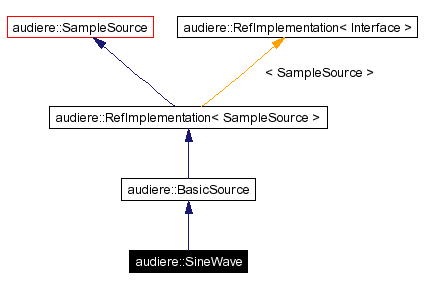 audiere::SampleSource
audiere::RefImplementation< Interface >
< SampleSource >
audiere::RefImplementation< SampleSource >
audiere::BasicSource
audiere::SineWave